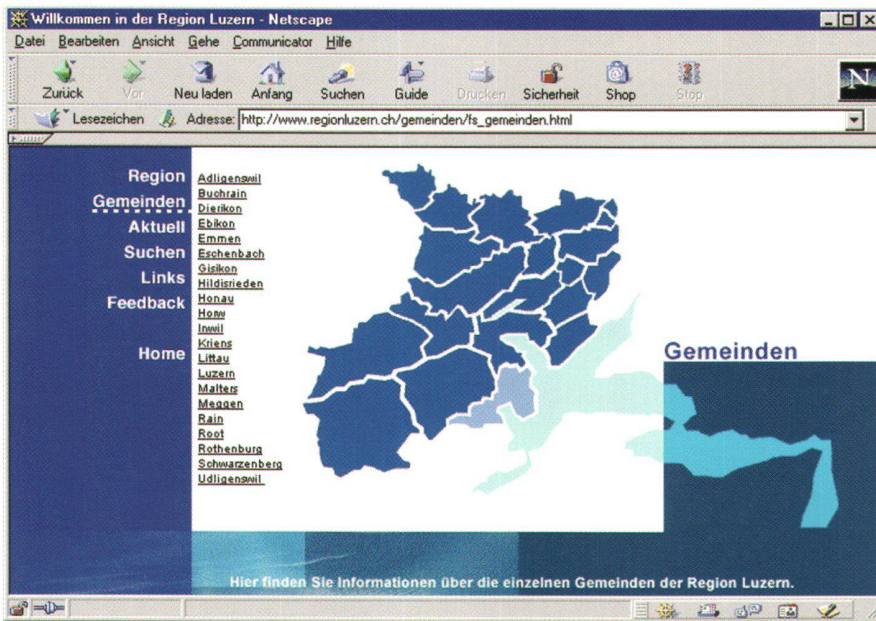 Willkommen in der Region Luzern - Netscape
Datei Bearbeiten Ansicht Gehe Communicator Hilfe
Zurück Vor Neu laden Anfang Suchen Guide Drucken Sicherheit Shop Stop
N
Lesezeichen Adresse: http://www.regionluzern.ch/gemeinden/fs_gemeinden.html
Region
Gemeinden
Aktuell
Suchen
Links
Feedback
Home
Adligenswil
Buchrain
Dierikon
Ebikon
Emmen
Eschenbach
Gisikon
Hildisrieden
Honau
Horw
Inwil
Kriens
Littau
Luzern
Malters
Meggen
Rain
Root
Rothenburg
Schwarzenberg
Udligenswil
Gemeinden
Hier finden Sie Informationen über die einzelnen Gemeinden der Region Luzern.